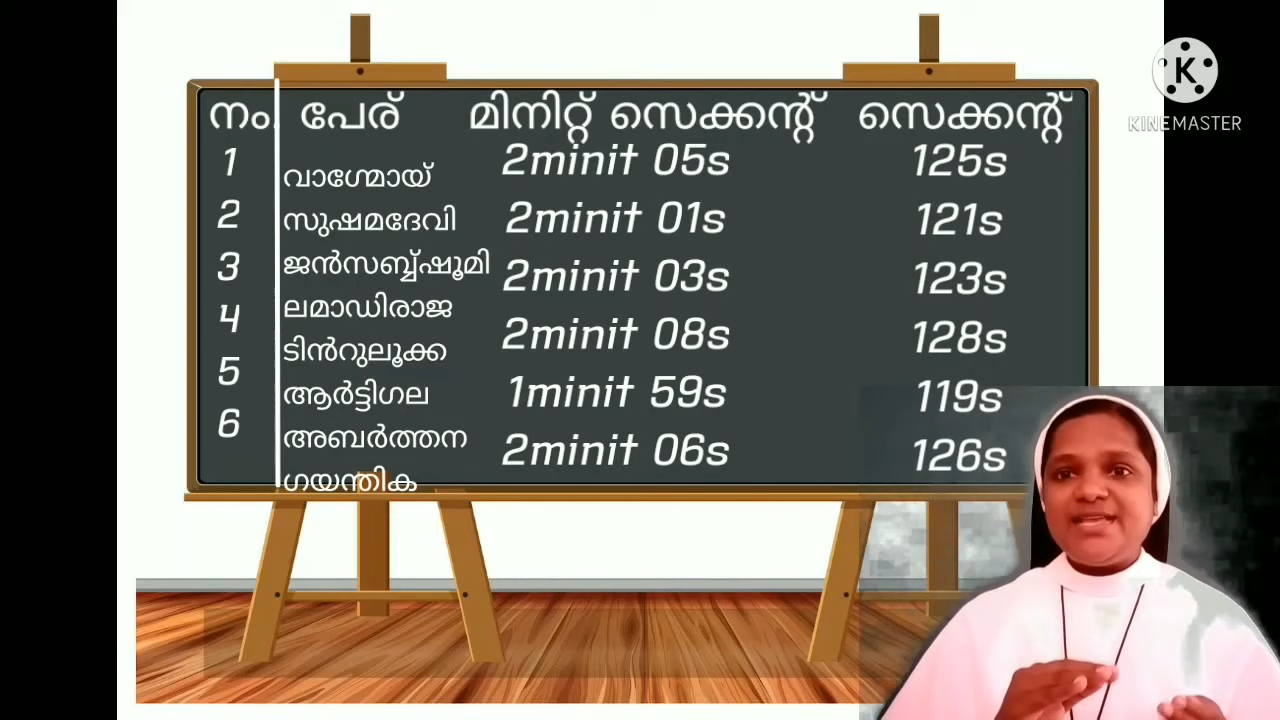 നം. പേര് മിനിറ്റ് സെക്കന്റ് സെക്കന്റ്
1 വാഗ്മോയ് 2minit 05s 125s
2 സുഷമദേവി 2minit 01s 121s
3 ജൻസബ്ബ്ഷൂമി 2minit 03s 123s
4 ലമാഡിരാജ 2minit 08s 128s
ടിൻറുലൂക്ക
5 ആർട്ടിഗല 1minit 59s 119s
6 അബർത്തന 2minit 06s 126s
ഗയന്തിക
KINEMASTER